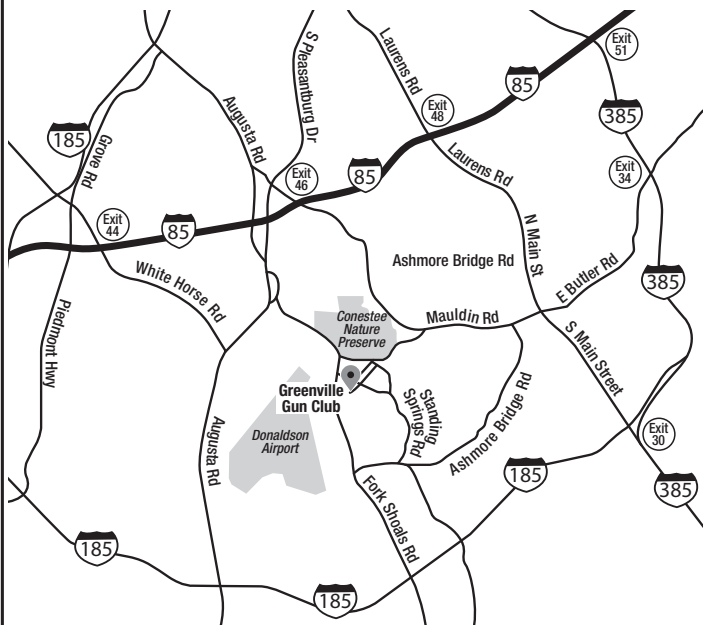 Exit
51
S Pleasantburg Dr
Laurens Rd
85
385
Exit
48
Augusta Rd
185
Grove Rd
Laurens Rd
Exit
34
Exit
46
85
Exit
44
85
N Main St
Ashmore Bridge Rd
E Butler Rd
White Horse Rd
385
Piedmont Hwy
Conestee
Nature
Preserve
Mauldin Rd
S Main Street
Greenville
Gun Club
Standing
Springs Rd
Ashmore Bridge Rd
Augusta Rd
Donaldson
Airport
Exit
30
185
385
Fork Shoals Rd
185
185